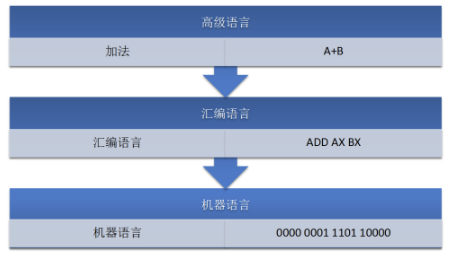 高级语言
加法 A+B
汇编语言
汇编语言 ADD AX BX
机器语言
机器语言 0000 0001 1101 10000